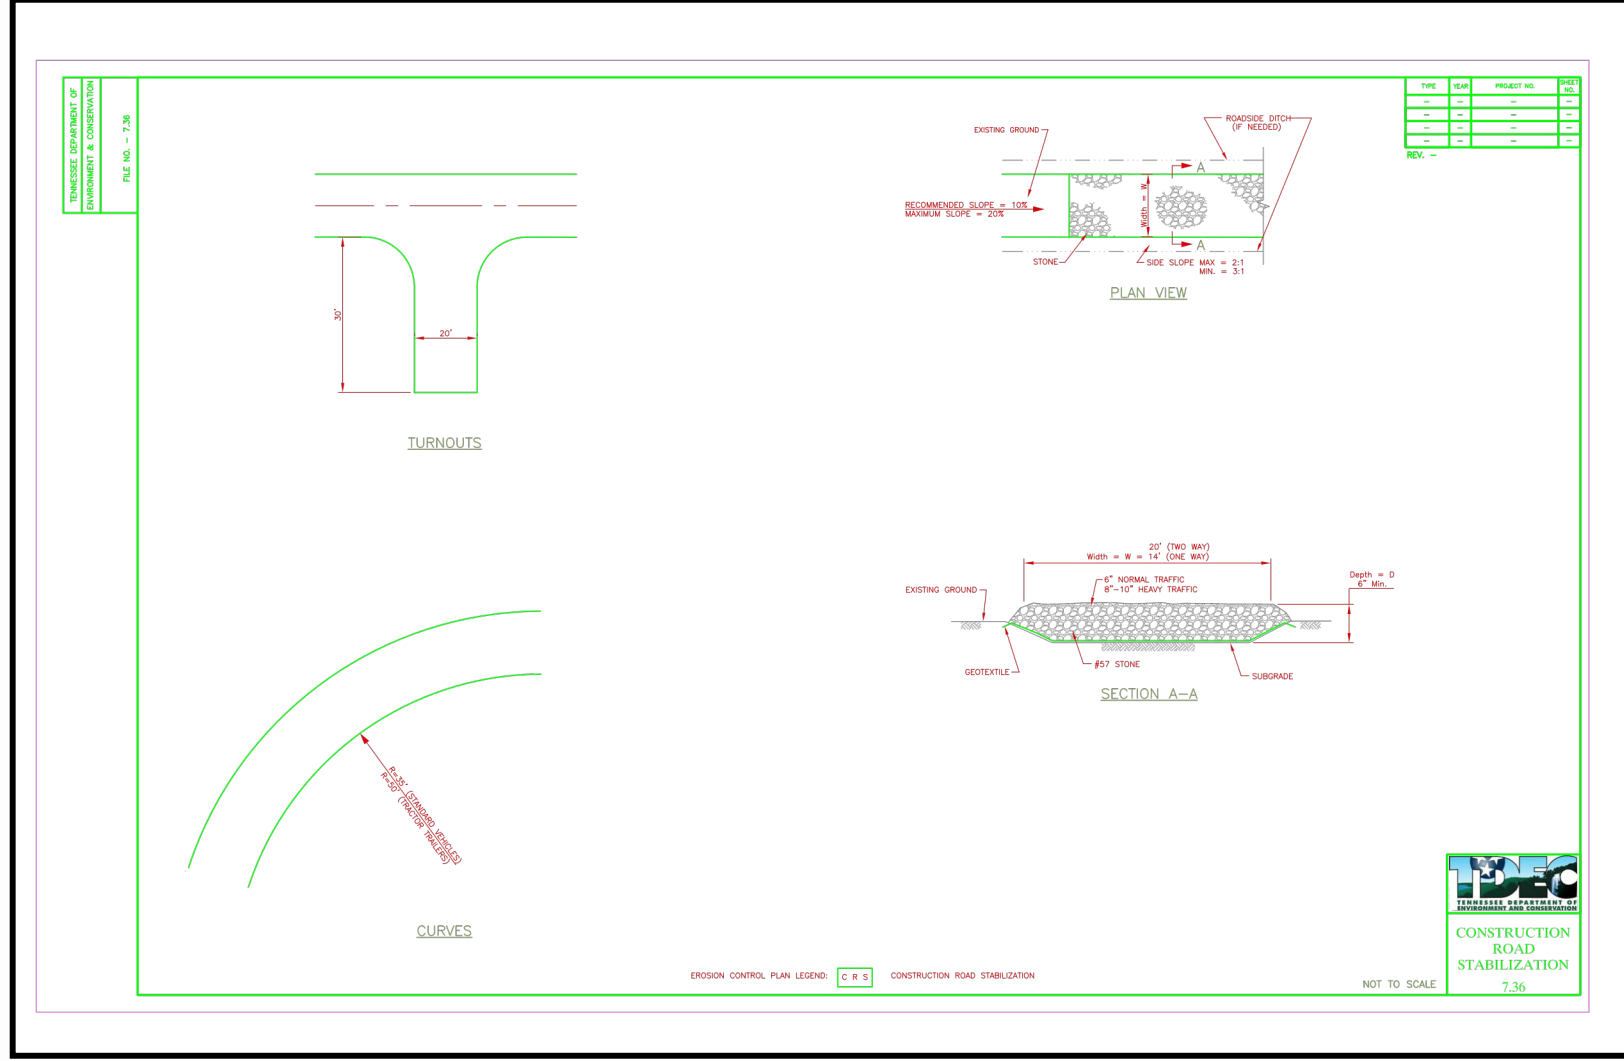 TENNESSEE DEPARTMENT OF
ENVIRONMENT & CONSERVATION
FILE NO. - 7.36
TYPE YEAR PROJECT NO. SHEET NO.
- - - -
- - - -
- - - -
- - - -
REV. -
30'
20'
TURNOUTS
EXISTING GROUND
ROADSIDE DITCH
(IF NEEDED)
A
RECOMMENDED SLOPE = 10%
MAXIMUM SLOPE = 20%
Width = W
A
STONE
SIDE SLOPE MAX = 2:1
MIN. = 3:1
PLAN VIEW
20' (TWO WAY)
Width = W = 14' (ONE WAY)
Depth = D
6" Min.
6" NORMAL TRAFFIC
8"-10" HEAVY TRAFFIC
EXISTING GROUND
GEOTEXTILE
#57 STONE
SUBGRADE
SECTION A-A
R=35' (STANDARD VEHICLES)
R=50' (TRACTOR TRAILERS)
CURVES
EROSION CONTROL PLAN LEGEND: C R S CONSTRUCTION ROAD STABILIZATION
NOT TO SCALE
TDEC
TENNESSEE DEPARTMENT OF
ENVIRONMENT AND CONSERVATION
CONSTRUCTION
ROAD
STABILIZATION
7.36